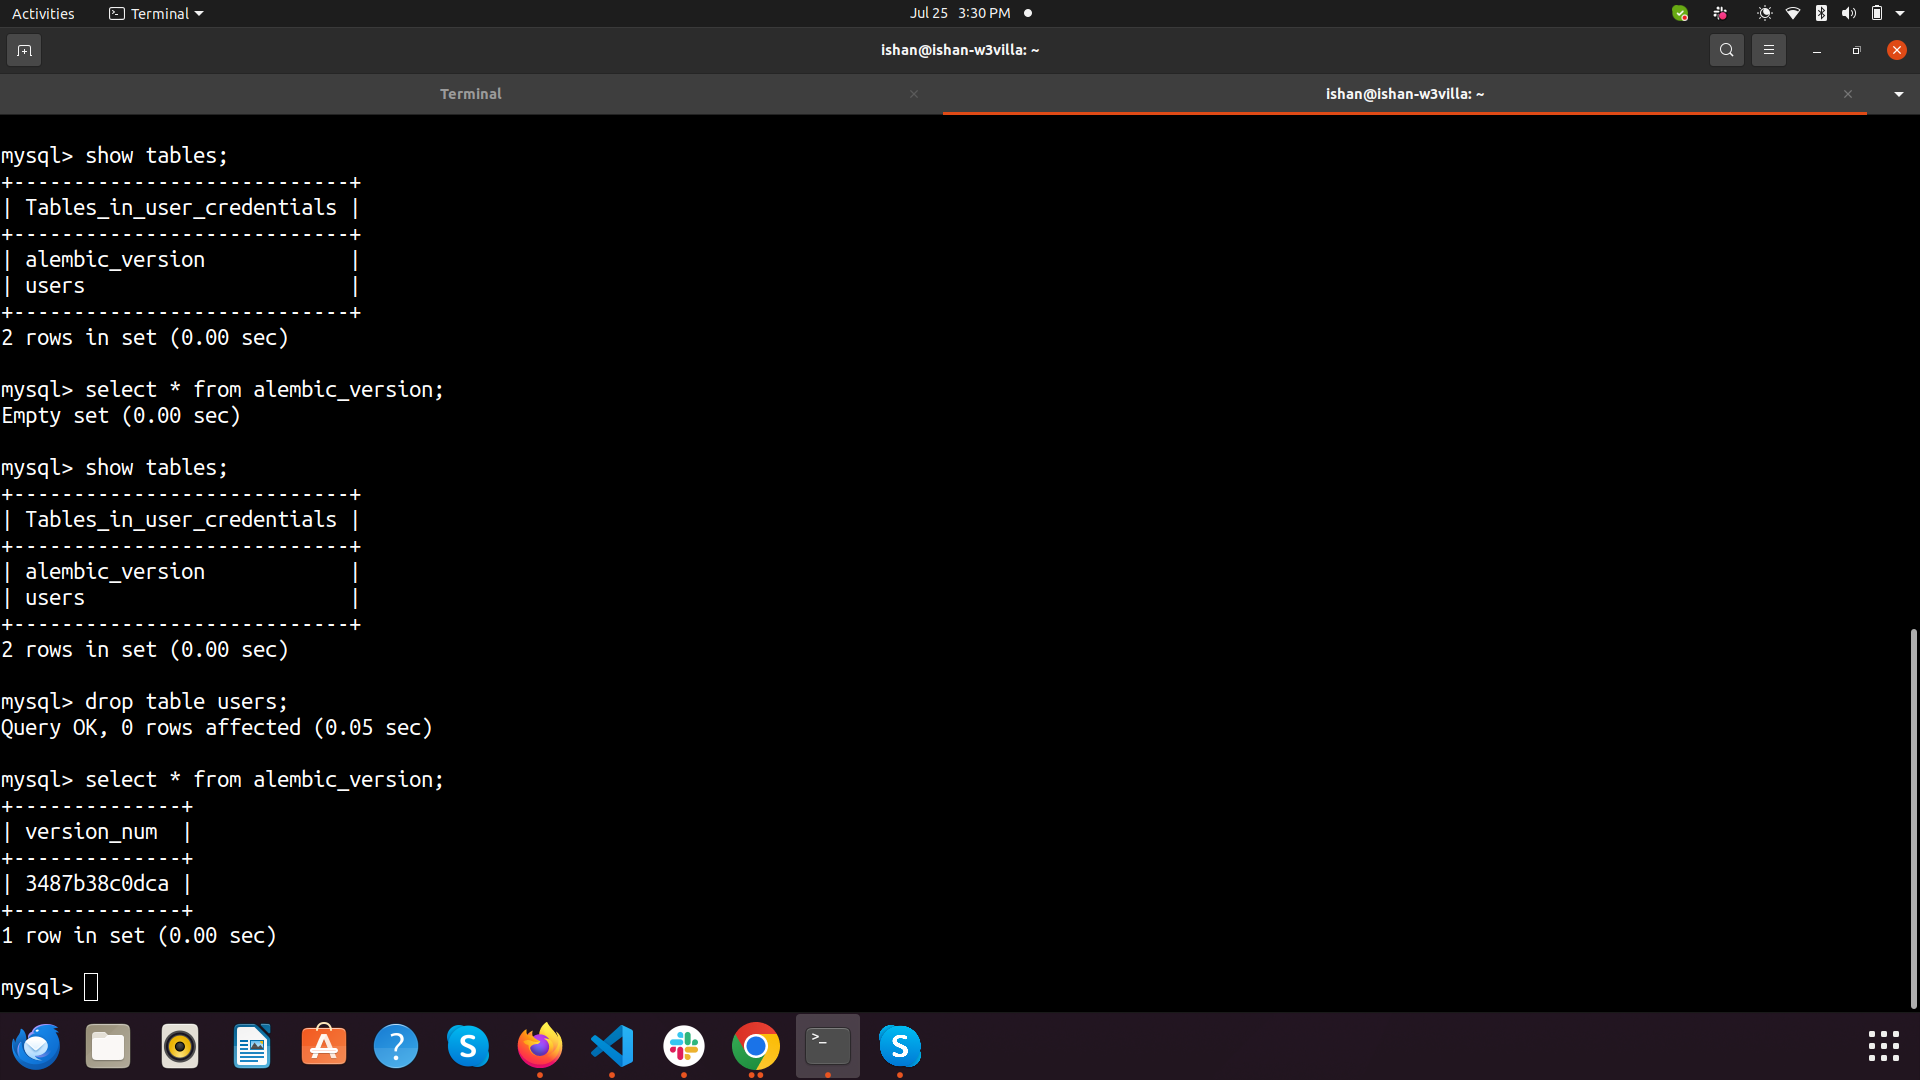 Activities Terminal Jul 25 3:30 PM
ishan@ishan-w3villa: ~
Terminal ishan@ishan-w3villa: ~
mysql> show tables;
+----------------------------+
| Tables_in_user_credentials |
+----------------------------+
| alembic_version            |
| users                      |
+----------------------------+
2 rows in set (0.00 sec)
mysql> select * from alembic_version;
Empty set (0.00 sec)
mysql> show tables;
+----------------------------+
| Tables_in_user_credentials |
+----------------------------+
| alembic_version            |
| users                      |
+----------------------------+
2 rows in set (0.00 sec)
mysql> drop table users;
Query OK, 0 rows affected (0.05 sec)
mysql> select * from alembic_version;
+--------------+
| version_num  |
+--------------+
| 3487b38c0dca |
+--------------+
1 row in set (0.00 sec)
mysql>